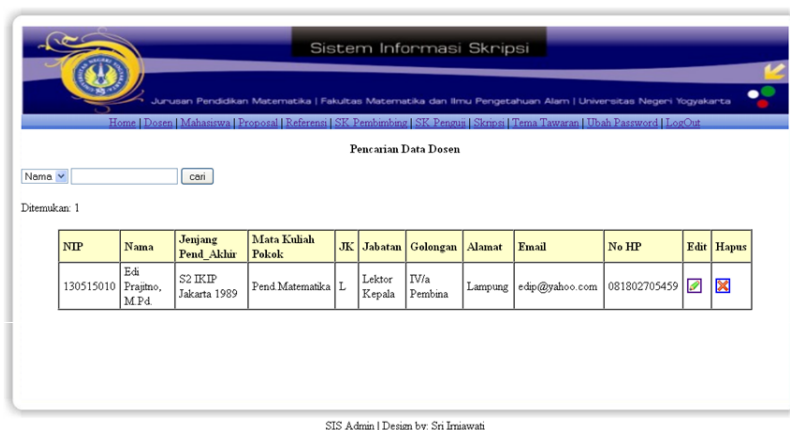 Sistem Informasi Skripsi
Jurusan Pendidikan Matematika | Fakultas Matematika dan Ilmu Pengetahuan Alam | Universitas Negeri Yogyakarta
Home | Dosen | Mahasiswa | Proposal | Referensi | SK Pembimbing | SK Penguji | Skripsi | Tema Tawaran | Ubah Password | LogOut
Pencarian Data Dosen
Nama cari
Ditemukan: 1
NIP Nama Jenjang Pend_Akhir Mata Kuliah Pokok JK Jabatan Golongan Alamat Email No HP Edit Hapus
130515010 Edi Prajitno, M.Pd. S2 IKIP Jakarta 1989 Pend.Matematika L Lektor Kepala IV/a Pembina Lampung edip@yahoo.com 081802705459
SIS Admin | Design by: Sri Irniawati